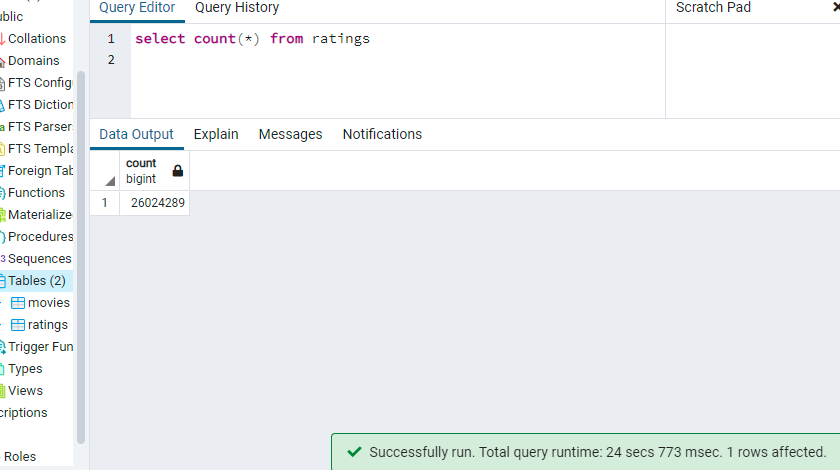 Query Editor Query History
Scratch Pad
Collations
Domains
FTS Config
FTS Diction
FTS Parser
FTS Templa
Foreign Tab
Functions
Materialize
Procedures
Sequences
Tables (2)
movies
ratings
Trigger Fun
Types
Views
criptions
Roles
1 select count(*) from ratings
2
Data Output Explain Messages Notifications
count
bigint
1 26024289
Successfully run. Total query runtime: 24 secs 773 msec. 1 rows affected.